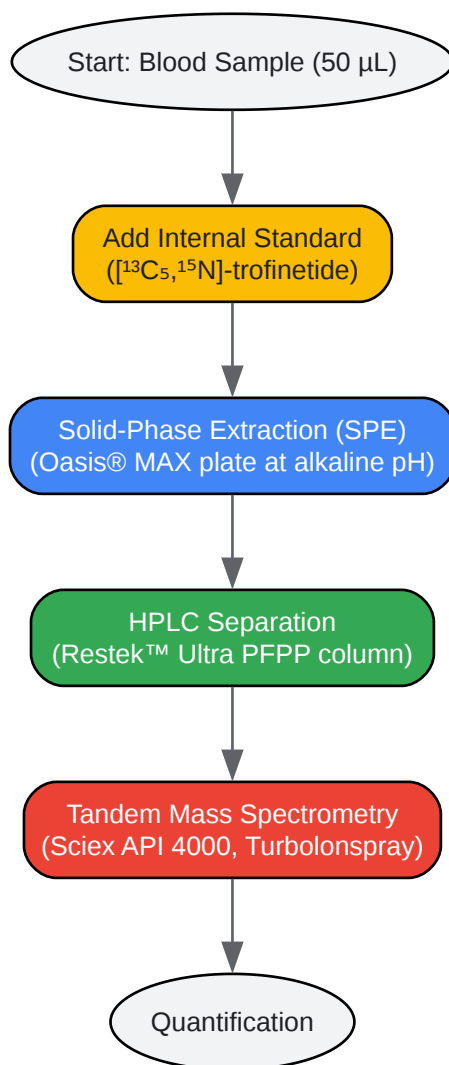 Start: Blood Sample (50 µL)
Add Internal Standard
([¹³C₅,¹⁵N]-trofinetide)
Solid-Phase Extraction (SPE)
(Oasis® MAX plate at alkaline pH)
HPLC Separation
(Restek™ Ultra PFPP column)
Tandem Mass Spectrometry
(Sciex API 4000, Turbolonspray)
Quantification